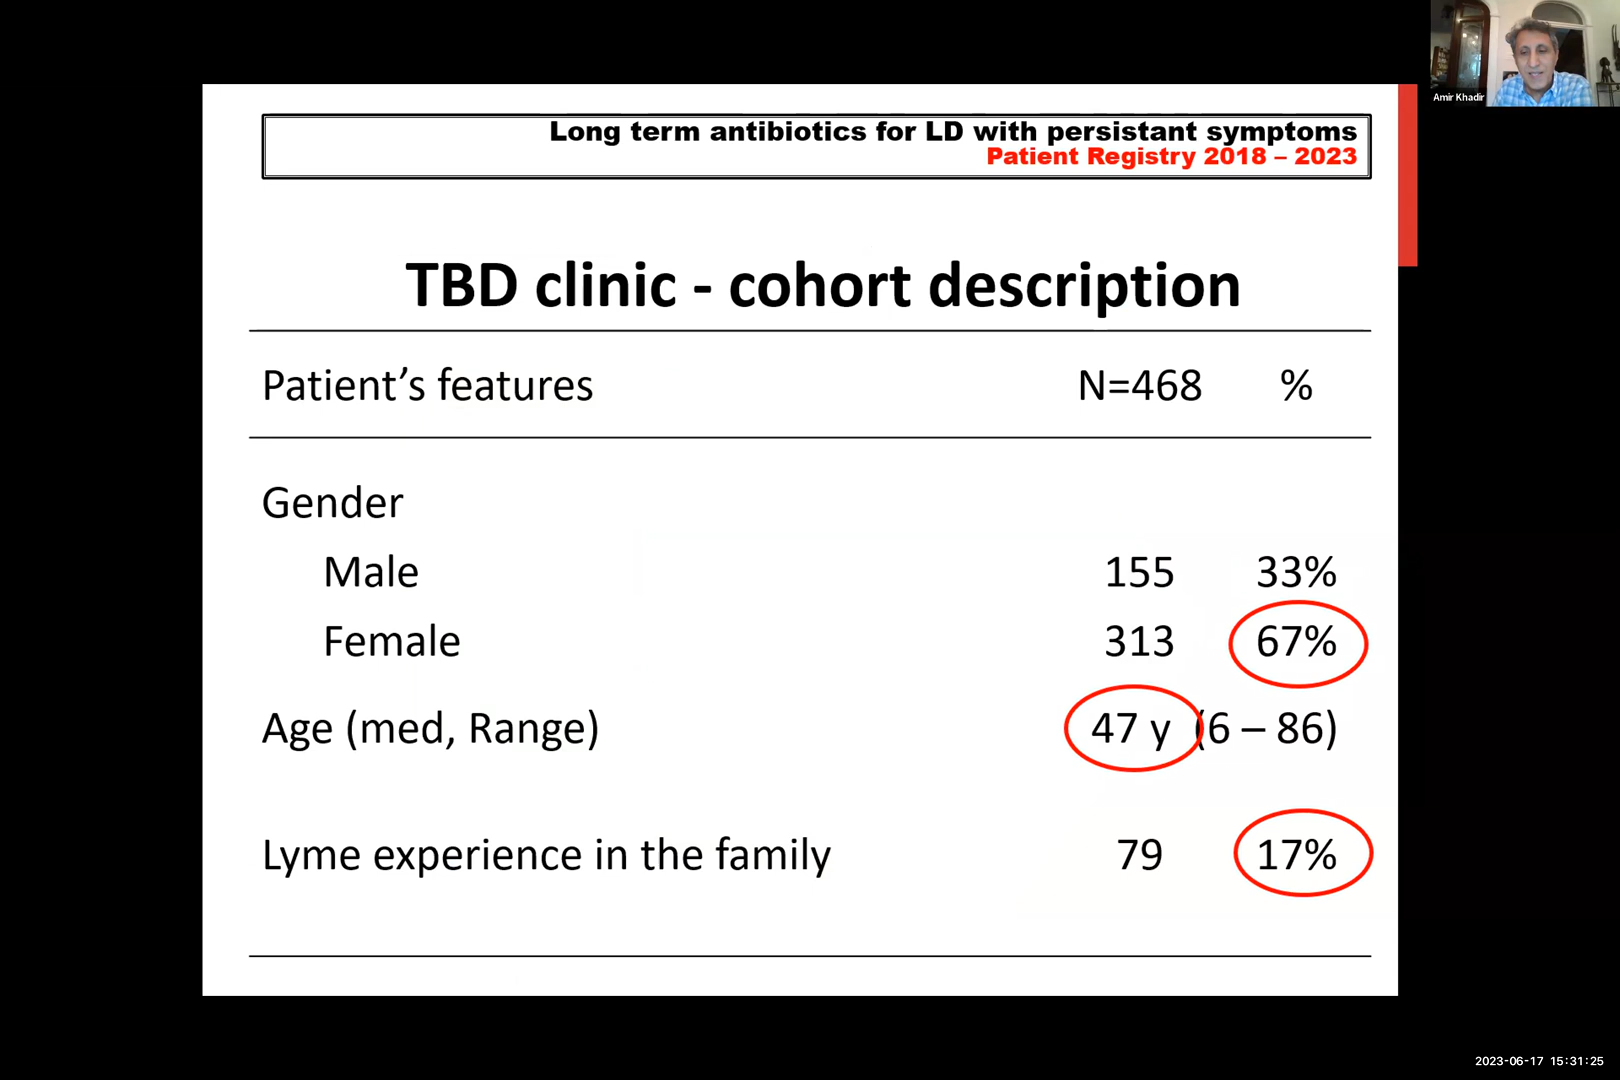 Amir Khadir
Long term antibiotics for LD with persistant symptoms
Patient Registry 2018 – 2023
TBD clinic - cohort description
Patient’s features N=468 %
Gender
Male 155 33%
Female 313 67%
Age (med, Range) 47 y (6 – 86)
Lyme experience in the family 79 17%
2023-06-17 15:31:25